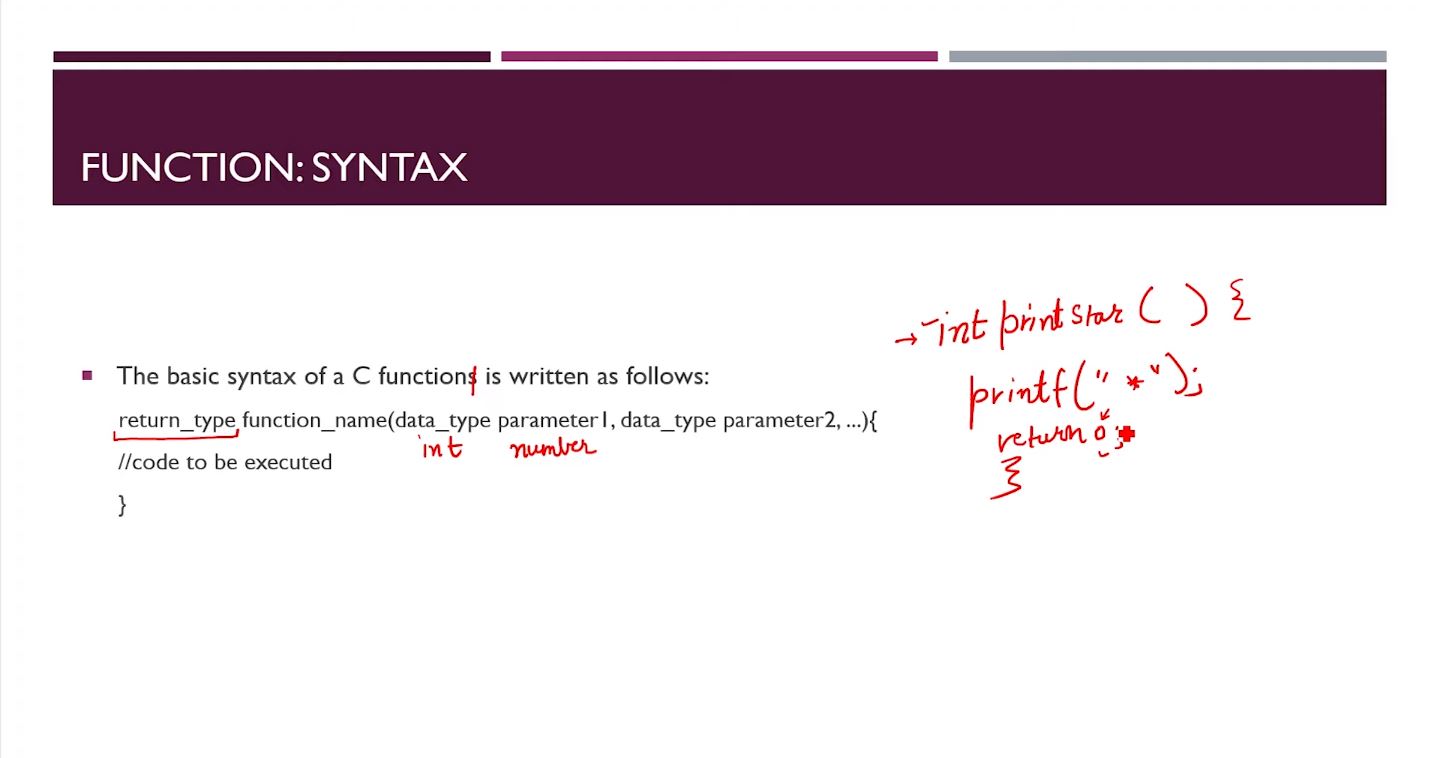 FUNCTION: SYNTAX
The basic syntax of a C functions is written as follows:
return_type function_name(data_type parameter1, data_type parameter2, ...){
int number
//code to be executed
}
→ int printstar ( ) {
printf("*");
return 0;
}